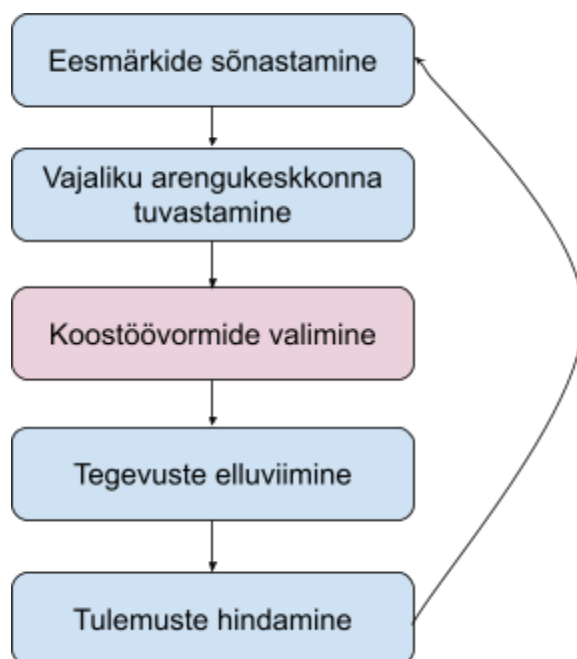 Eesmärkide sõnastamine
Vajaliku arengukeskkonna
tuvastamine
Koostöövormide valimine
Tegevuste elluviimine
Tulemuste hindamine